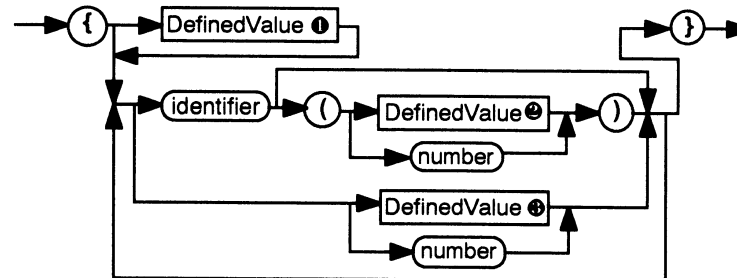 { DefinedValue ❶ }
identifier ( DefinedValue ❷ )
number
DefinedValue ❸
number